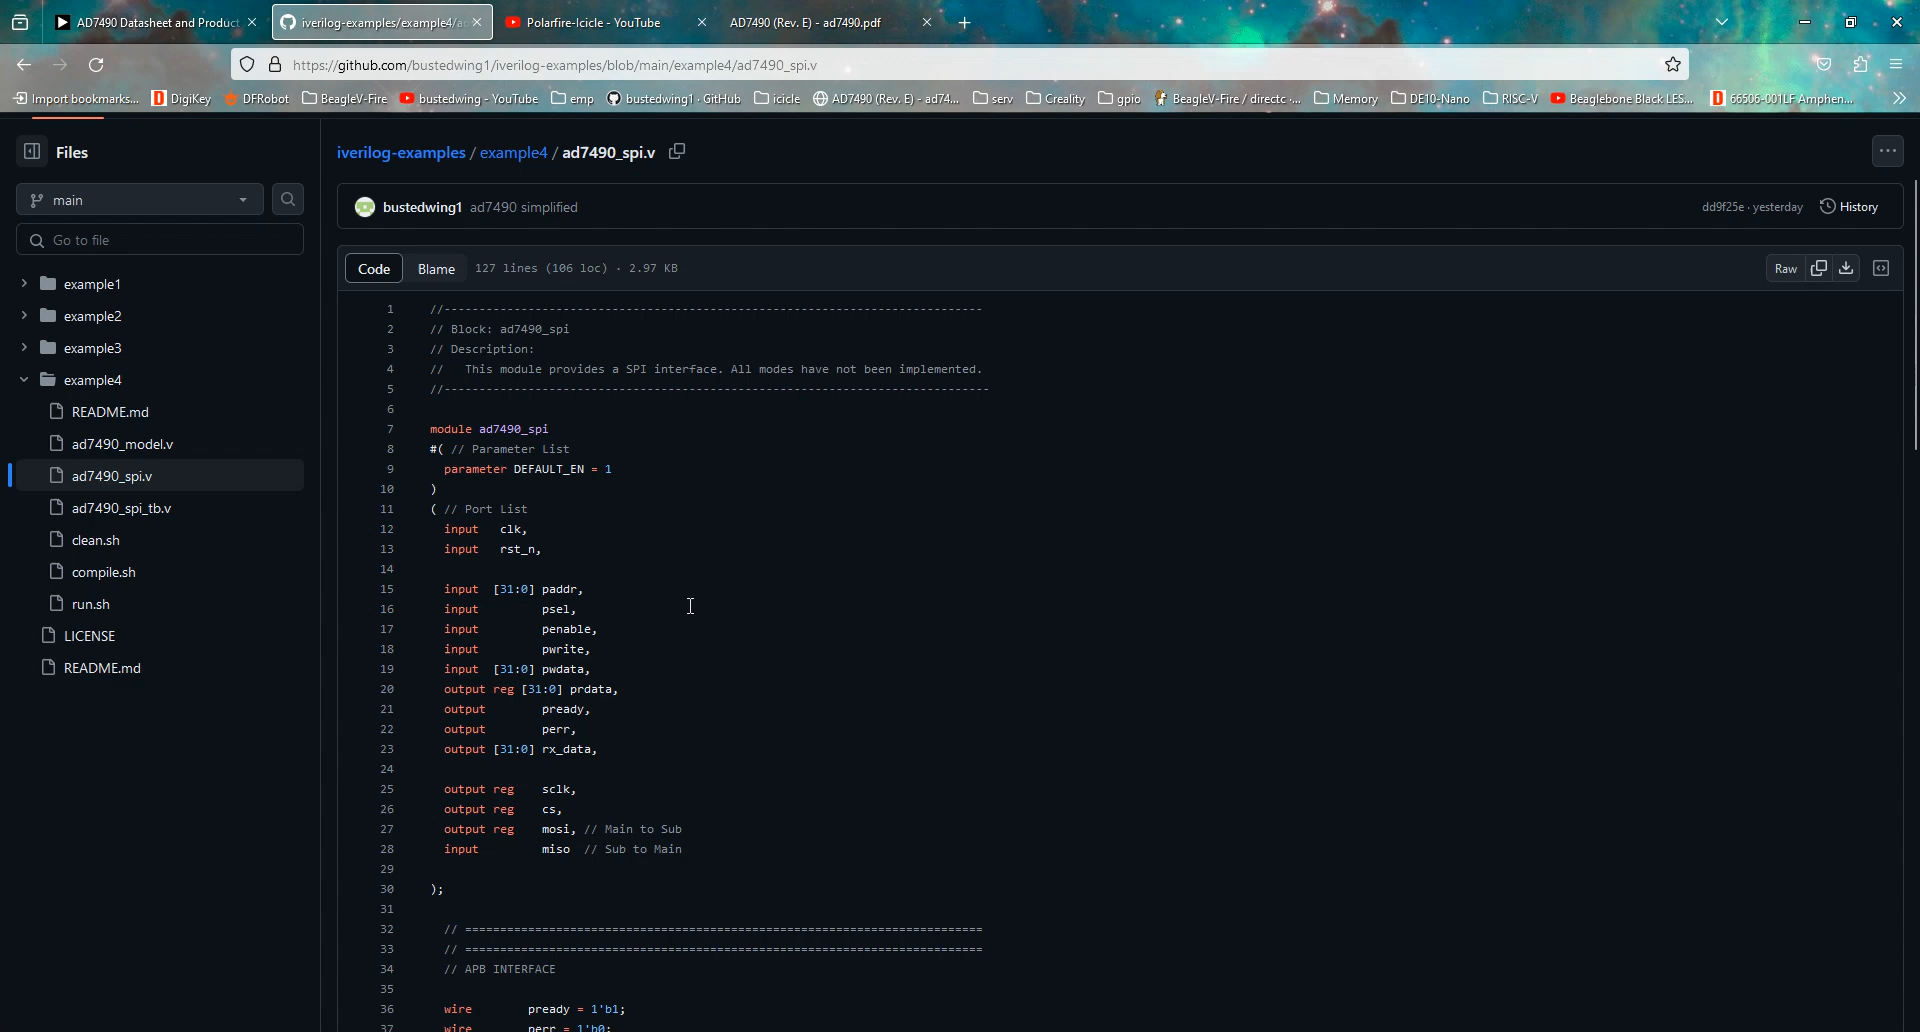 AD7490 Datasheet and Product
iverilog-examples/example4/ad
Polarfire-Icicle - YouTube
AD7490 (Rev. E) - ad7490.pdf
https://github.com/bustedwing1/iverilog-examples/blob/main/example4/ad7490_spi.v
Import bookmarks... DigiKey DFRobot BeagleV-Fire bustedwing - YouTube emp bustedwing1 · GitHub icicle AD7490 (Rev. E) - ad74... serv Creality gpio BeagleV-Fire / directc ·... Memory DE10-Nano RISC-V Beaglebone Black LES... 66506-001LF Amphen...
Files
main
Go to file
example1
example2
example3
example4
README.md
ad7490_model.v
ad7490_spi.v
ad7490_spi_tb.v
clean.sh
compile.sh
run.sh
LICENSE
README.md
iverilog-examples / example4 / ad7490_spi.v
bustedwing1 ad7490 simplified
dd9f25e · yesterday History
Code Blame 127 lines (106 loc) · 2.97 KB
Raw
1 //-----------------------------------------------------------------------------
2 // Block: ad7490_spi
3 // Description:
4 //   This module provides a SPI interface. All modes have not been implemented.
5 //------------------------------------------------------------------------------
6
7 module ad7490_spi
8 #( // Parameter List
9   parameter DEFAULT_EN = 1
10 )
11 ( // Port List
12   input   clk,
13   input   rst_n,
14
15   input  [31:0] paddr,
16   input         psel,
17   input         penable,
18   input         pwrite,
19   input  [31:0] pwdata,
20   output reg [31:0] prdata,
21   output        pready,
22   output        perr,
23   output [31:0] rx_data,
24
25   output reg    sclk,
26   output reg    cs,
27   output reg    mosi, // Main to Sub
28   input         miso  // Sub to Main
29
30 );
31
32   // ==========================================================================
33   // ==========================================================================
34   // APB INTERFACE
35
36   wire        pready = 1'b1;
37   wire        perr = 1'b0;